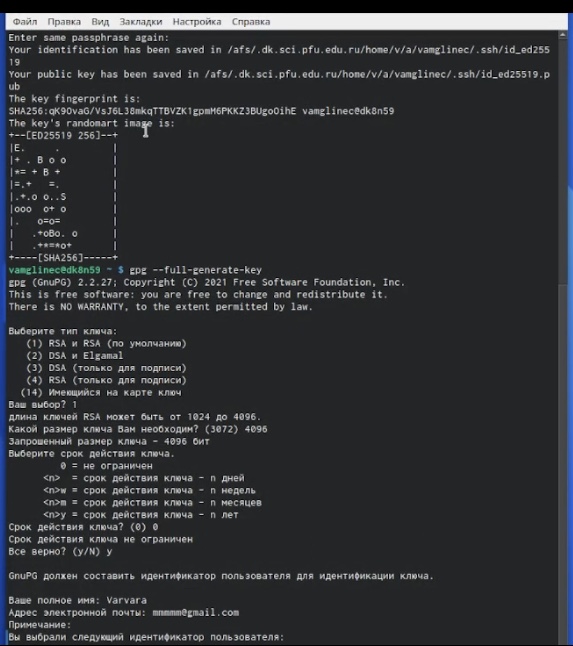 Файл Правка Вид Закладки Настройка Справка
Enter same passphrase again:
Your identification has been saved in /afs/.dk.sci.pfu.edu.ru/home/v/a/vamglinec/.ssh/id_ed255
19
Your public key has been saved in /afs/.dk.sci.pfu.edu.ru/home/v/a/vamglinec/.ssh/id_ed25519.p
ub
The key fingerprint is:
SHA256:qK9OvaG/VsJ6L38mkqTTBVZK1gpmM6PKKZ3BUgoOihE vamglinec@dk8n59
The key's randomart image is:
+--[ED25519 256]--+
|E.     .         |
|+ . B o o        |
|*= + B +         |
|=.+   =.         |
|.+.o o..S        |
|ooo  o+ o        |
|.   o=o=         |
|   .+oBo. o      |
|   .+*=*o+       |
+----[SHA256]-----+
vamglinec@dk8n59 ~ $ gpg --full-generate-key
gpg (GnuPG) 2.2.27; Copyright (C) 2021 Free Software Foundation, Inc.
This is free software: you are free to change and redistribute it.
There is NO WARRANTY, to the extent permitted by law.
Выберите тип ключа:
(1) RSA и RSA (по умолчанию)
(2) DSA и Elgamal
(3) DSA (только для подписи)
(4) RSA (только для подписи)
(14) Имеющийся на карте ключ
Ваш выбор? 1
длина ключей RSA может быть от 1024 до 4096.
Какой размер ключа Вам необходим? (3072) 4096
Запрошенный размер ключа - 4096 бит
Выберите срок действия ключа.
0 = не ограничен
<n>  = срок действия ключа - n дней
<n>w = срок действия ключа - n недель
<n>m = срок действия ключа - n месяцев
<n>y = срок действия ключа - n лет
Срок действия ключа? (0) 0
Срок действия ключа не ограничен
Все верно? (y/N) y
GnuPG должен составить идентификатор пользователя для идентификации ключа.
Ваше полное имя: Varvara
Адрес электронной почты: mmmmm@gmail.com
Примечание:
Вы выбрали следующий идентификатор пользователя: